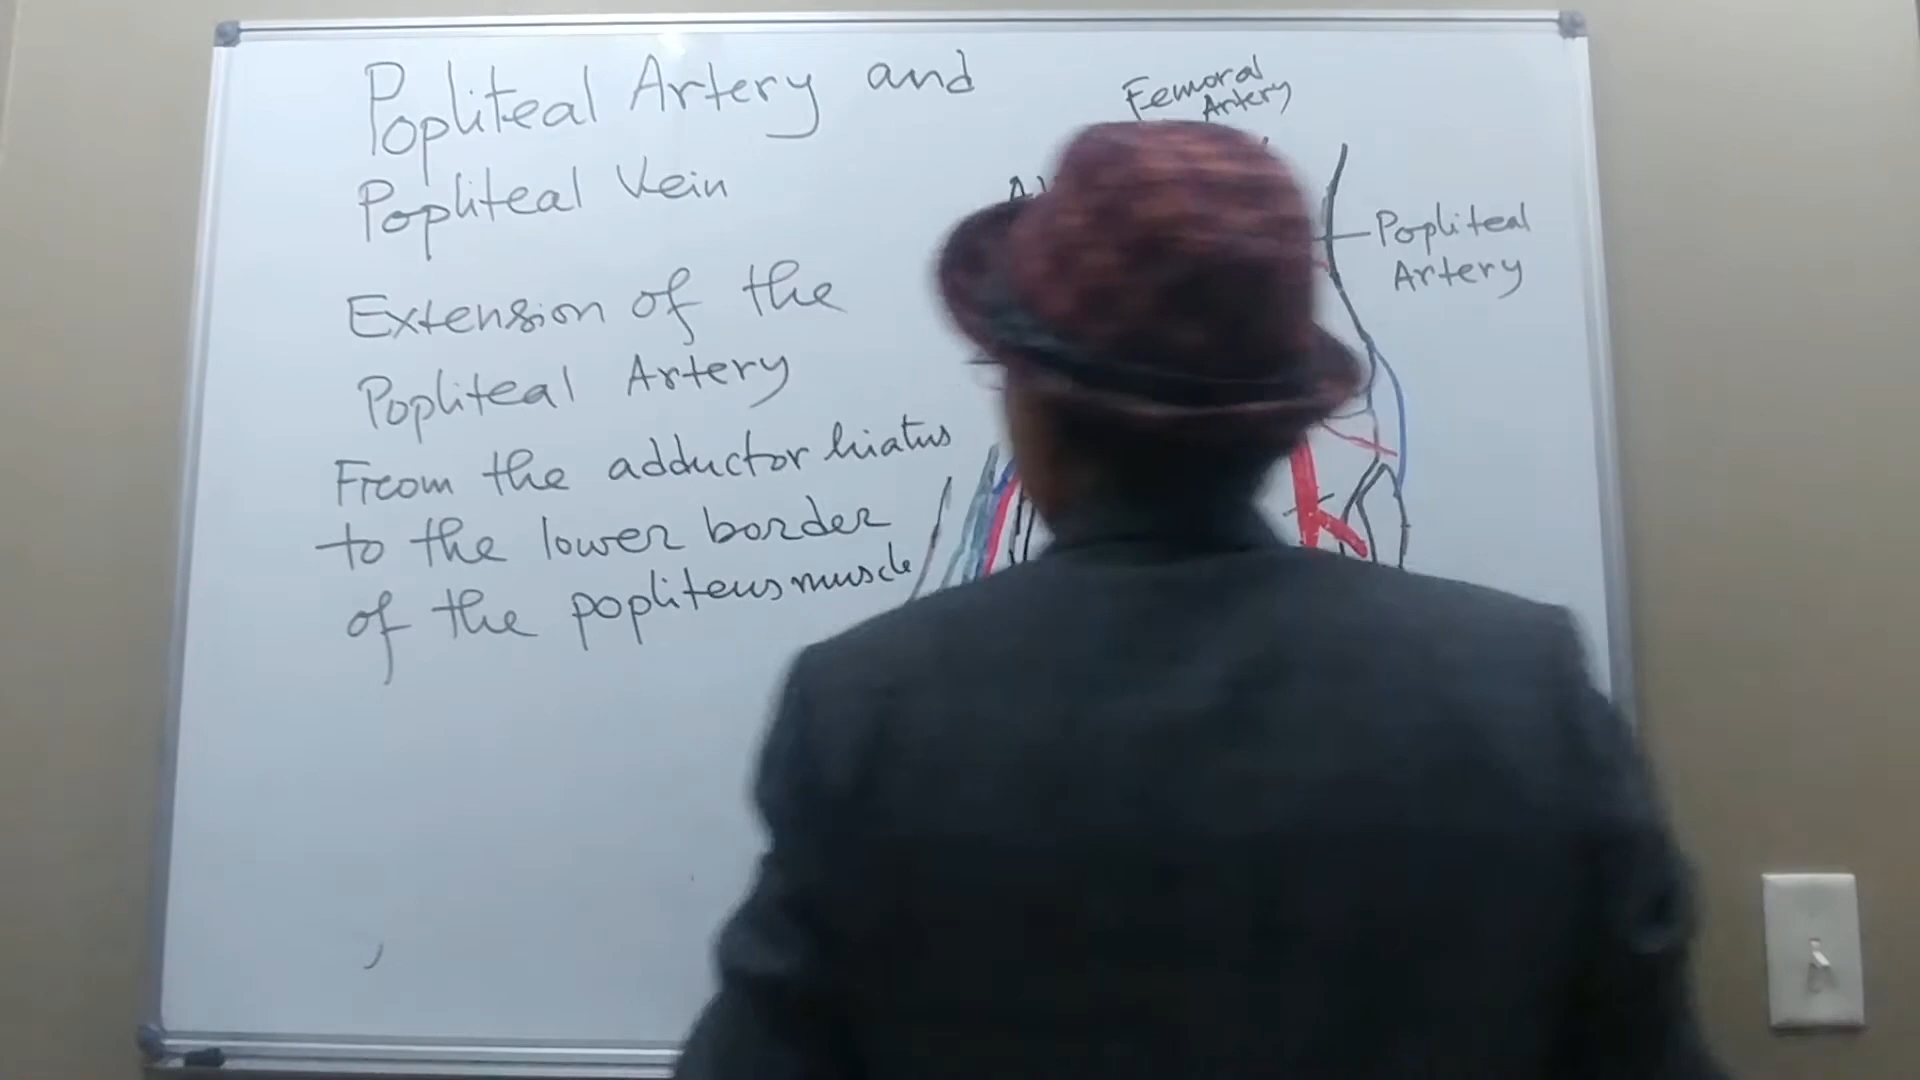 Popliteal Artery and
Popliteal Vein
Extension of the
Popliteal Artery
From the adductor hiatus
to the lower border
of the popliteus muscle
Femoral
Artery
Popliteal
Artery